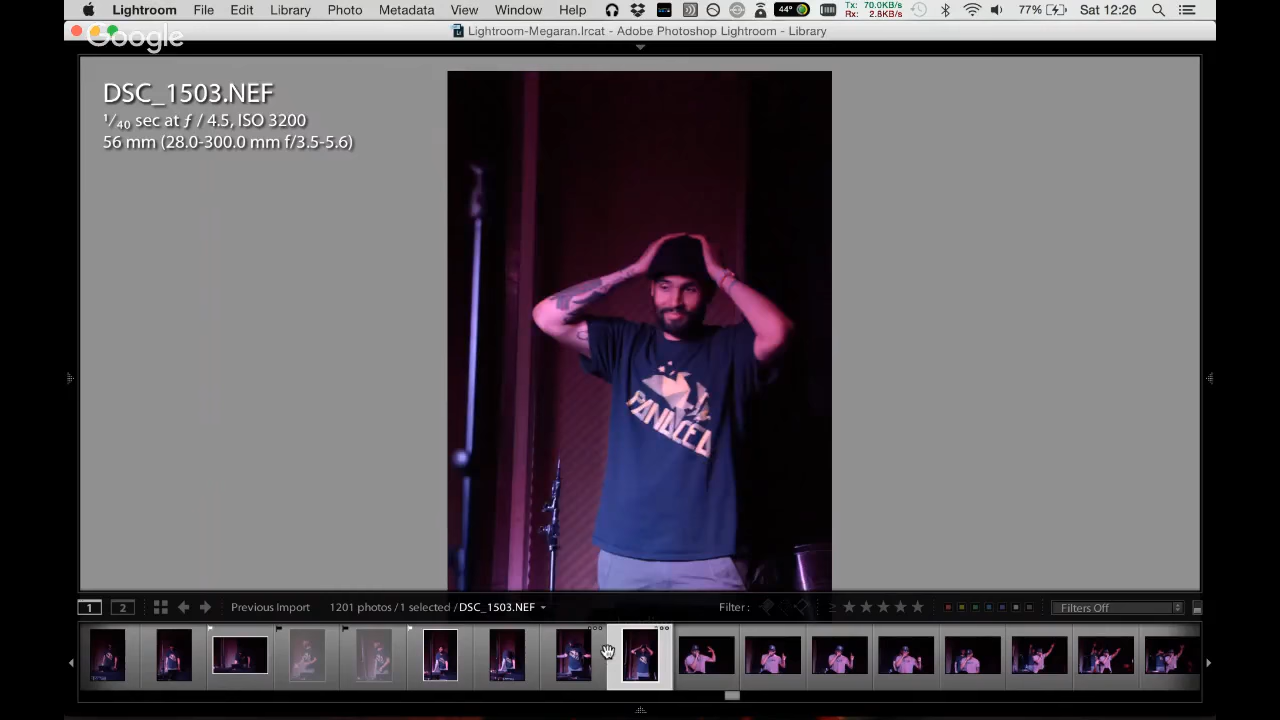 Lightroom File Edit Library Photo Metadata View Window Help 44° Tx: 70.0KB/s Rx: 2.8KB/s 77% Sat 12:26
Google
Lightroom-Megaran.lrcat - Adobe Photoshop Lightroom - Library
DSC_1503.NEF
1/40 sec at ƒ / 4.5, ISO 3200
56 mm (28.0-300.0 mm f/3.5-5.6)
PANACEA
1 2 Previous Import 1201 photos / 1 selected / DSC_1503.NEF Filter: ≥ ★★★★★ Filters Off